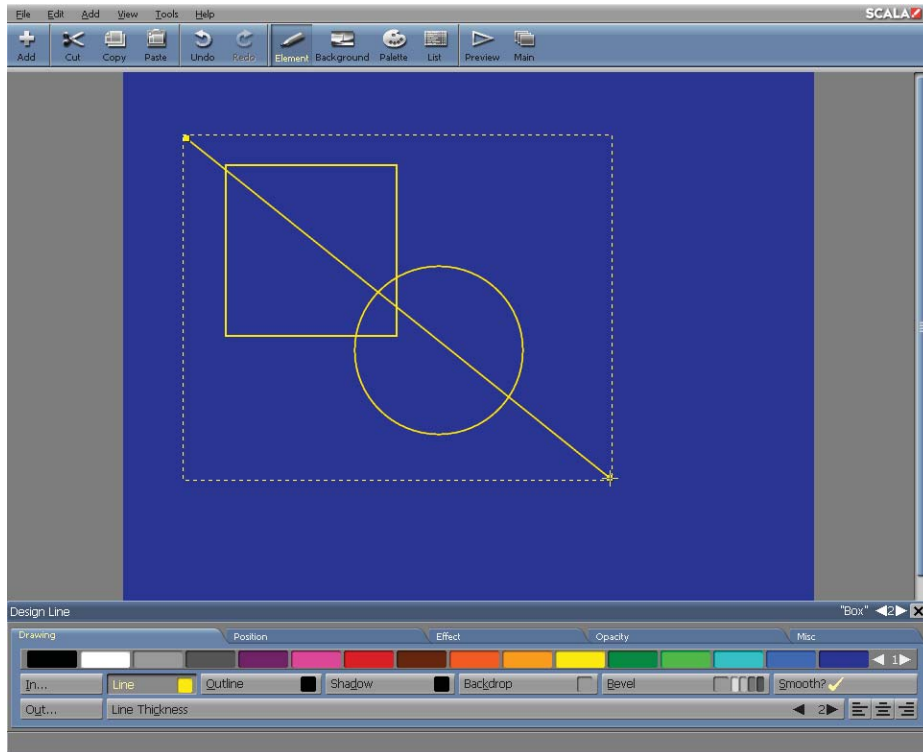 File Edit Add View Tools Help SCALA
Add Cut Copy Paste Undo Redo Element Background Palette List Preview Main
Design Line "Box" 2
Drawing Position Effect Opacity Misc
1
In... Line Outline Shadow Backdrop Bevel Smooth?
Out... Line Thickness 2